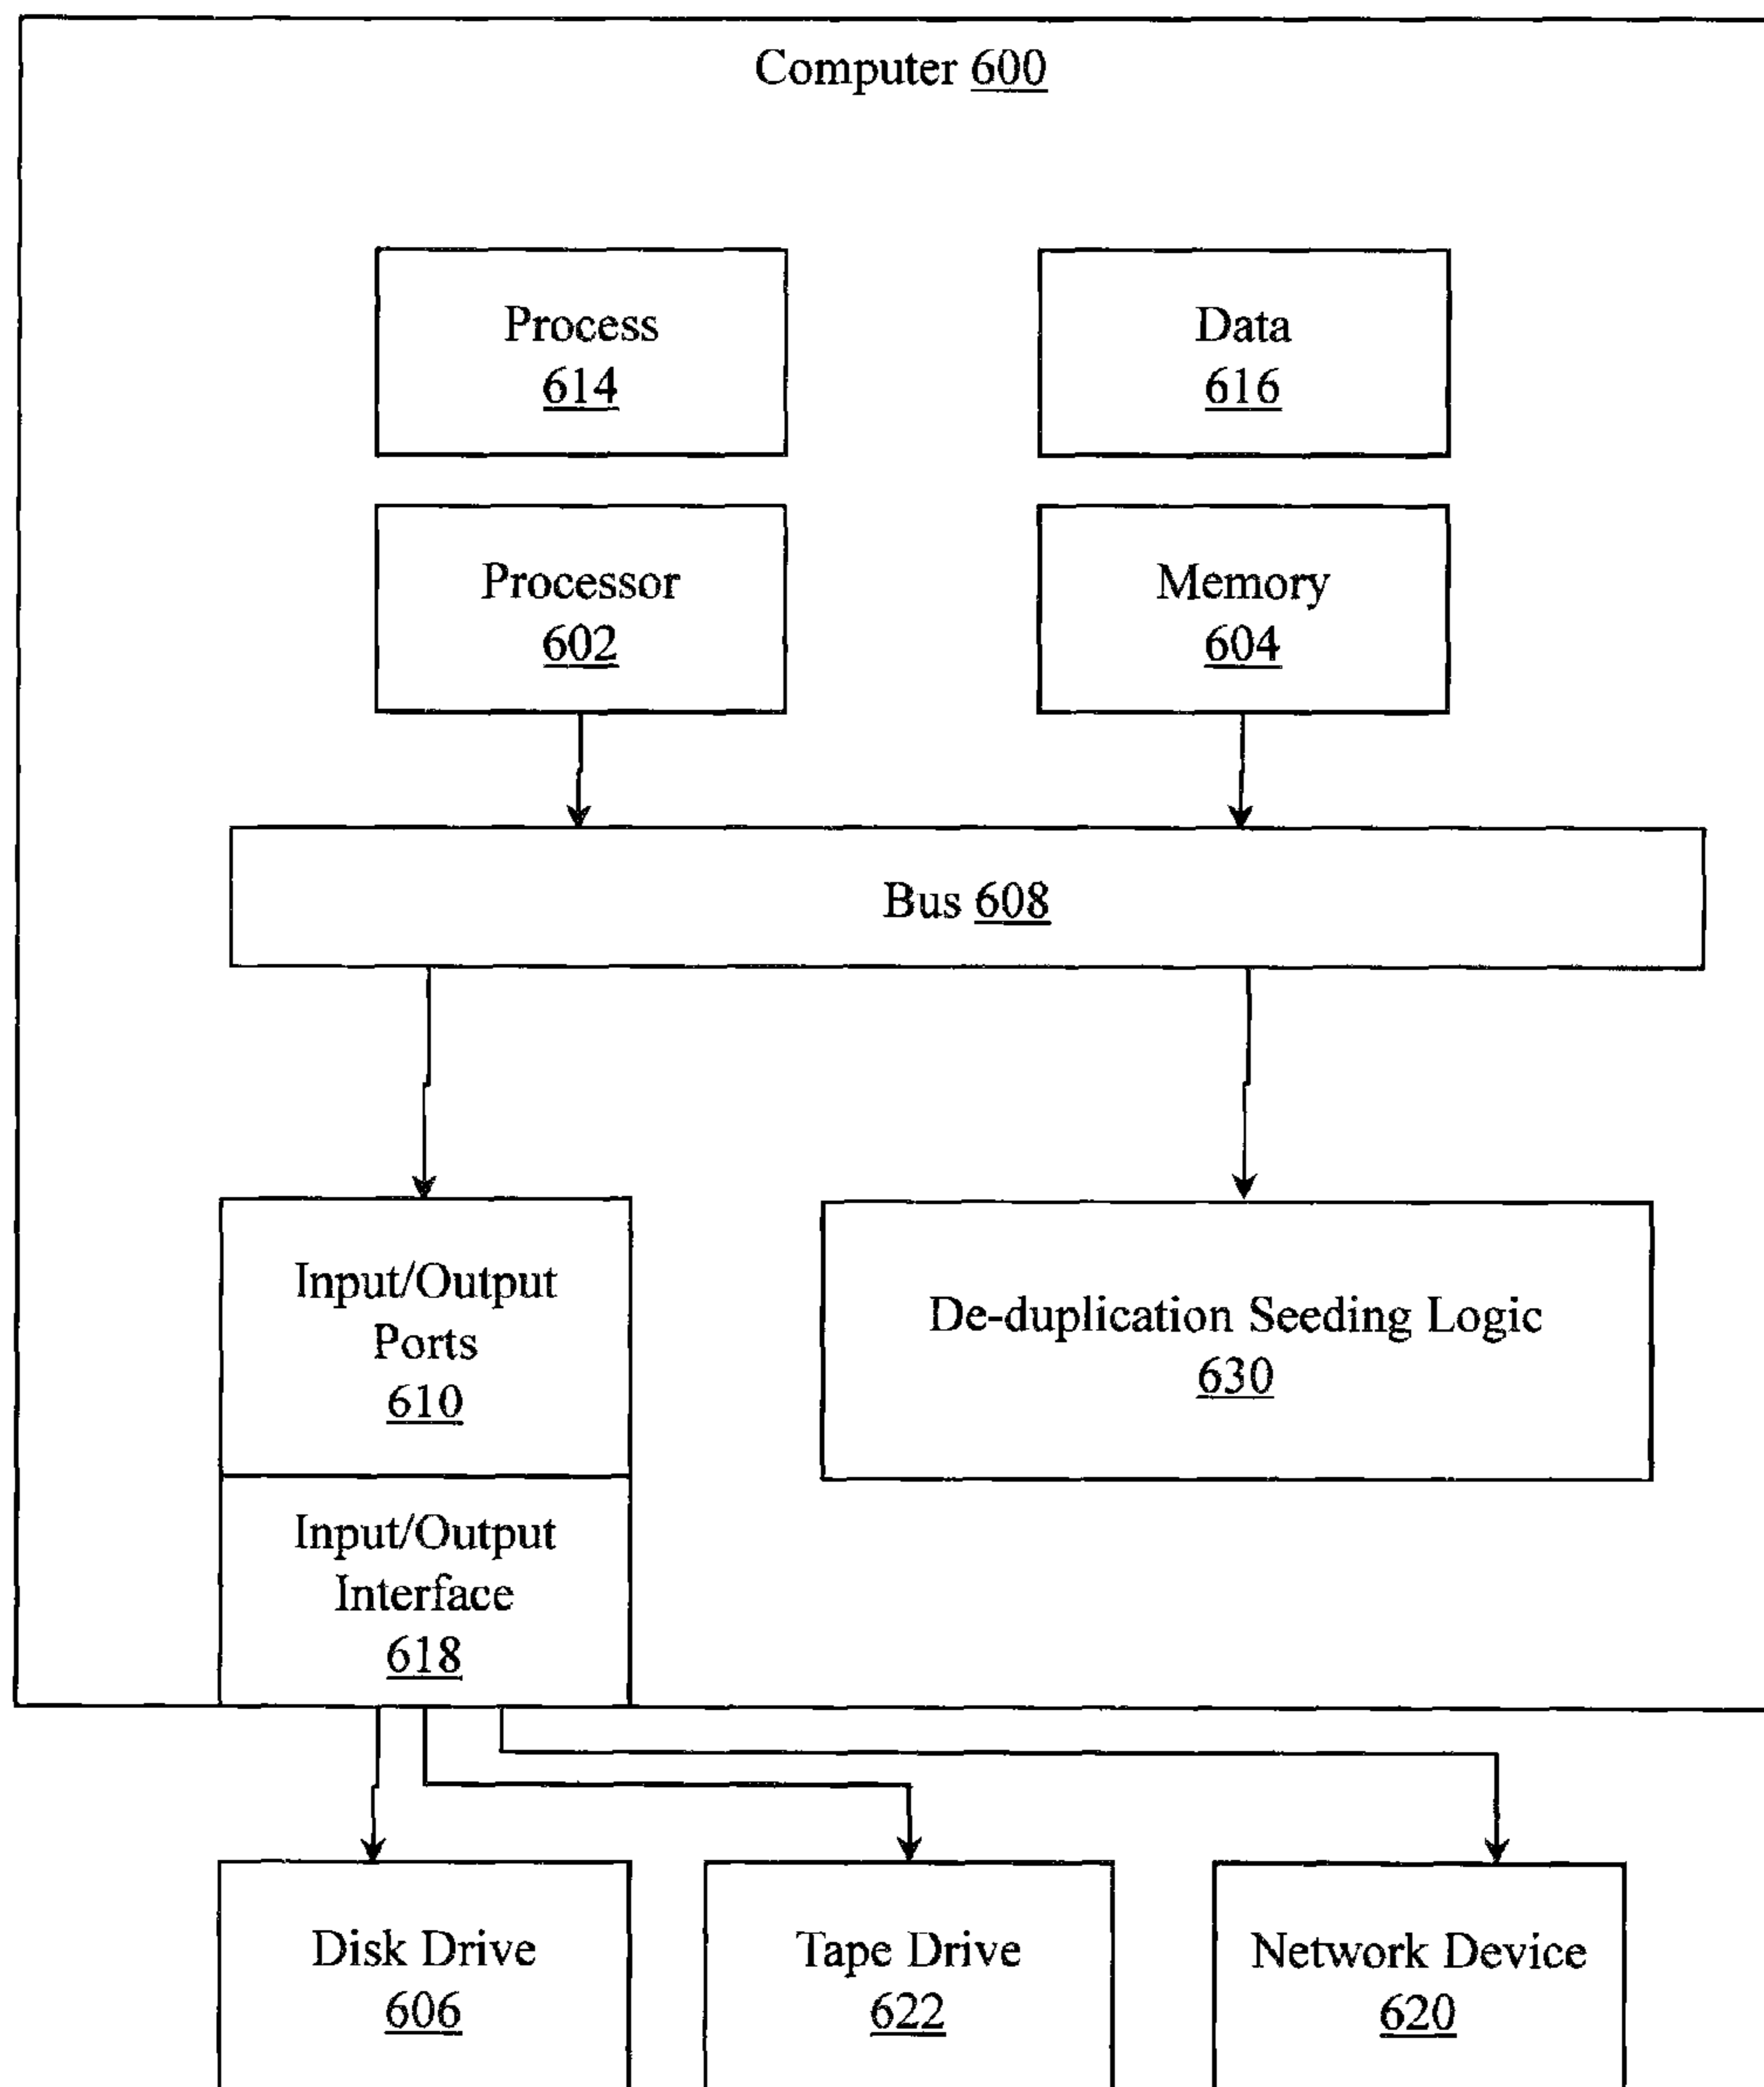 Computer 600
Process
614
Data
616
Processor
602
Memory
604
Bus 608
Input/Output
Ports
610
De-duplication Seeding Logic
630
Input/Output
Interface
618
Disk Drive
606
Tape Drive
622
Network Device
620